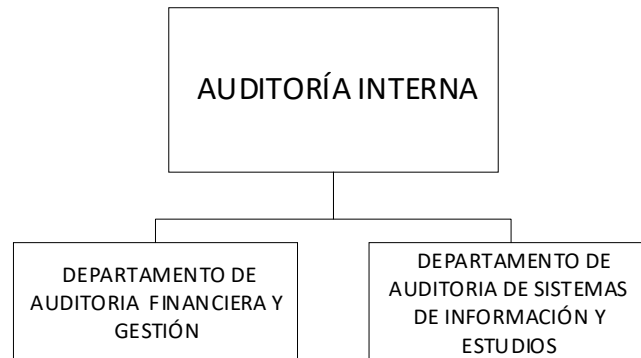 AUDITORÍA INTERNA
DEPARTAMENTO DE
AUDITORIA FINANCIERA Y
GESTIÓN
DEPARTAMENTO DE
AUDITORIA DE SISTEMAS
DE INFORMACIÓN Y
ESTUDIOS